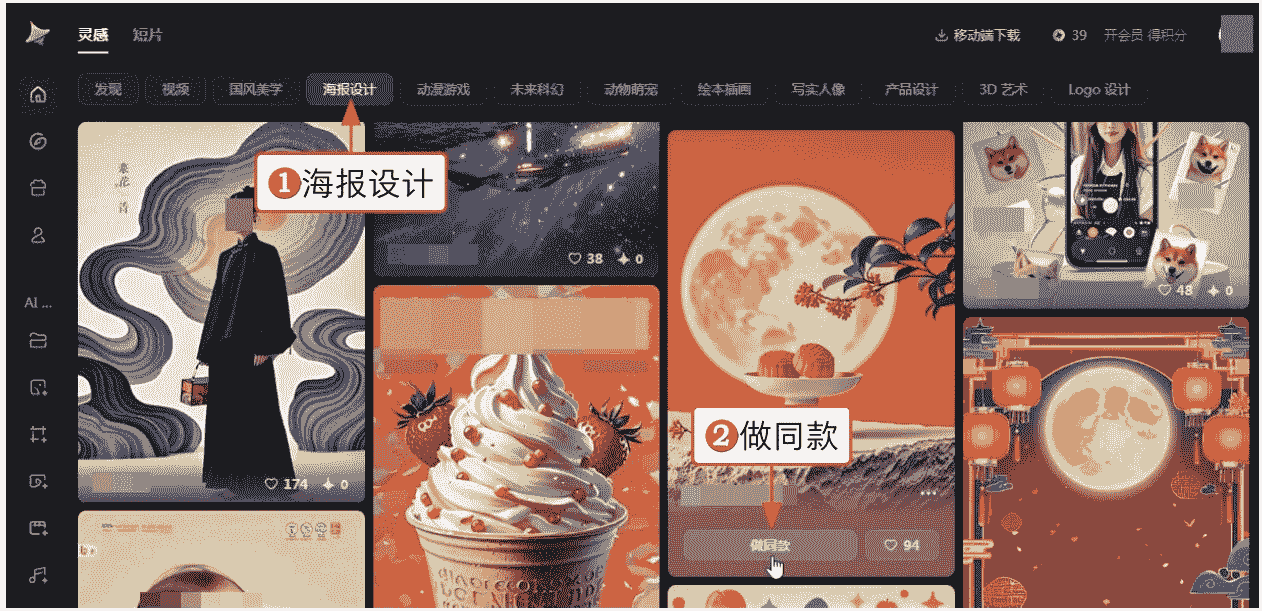 灵感 短片
移动端下载 39 开会员 得积分
发现 视频 国风美学 海报设计 动漫游戏 未来科幻 动物萌宠 绘本插画 写实人像 产品设计 3D 艺术 Logo 设计
❶海报设计
38 0
48 0
AI ...
❷做同款
174 0
做同款 94